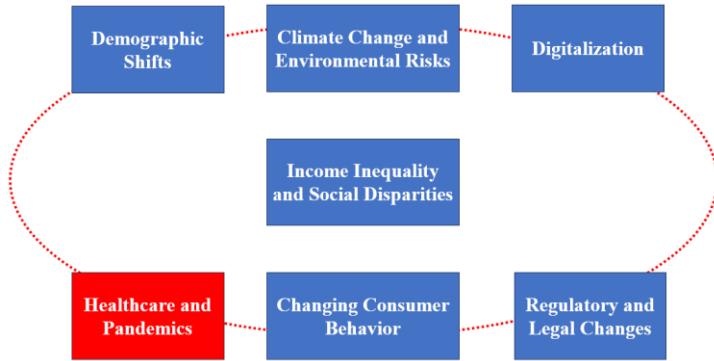 Demographic
Shifts
Climate Change and
Environmental Risks
Digitalization
Income Inequality
and Social Disparities
Healthcare and
Pandemics
Changing Consumer
Behavior
Regulatory and
Legal Changes